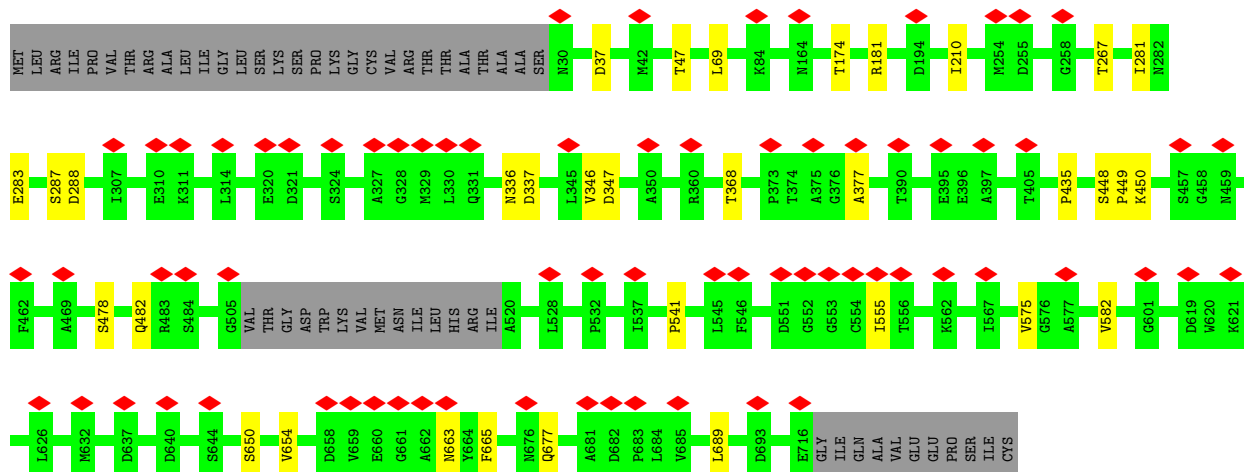 MET LEU ARG ILE PRO VAL THR ARG ALA LEU ILE GLY LEU SER LYS SER PRO LYS GLY CYS VAL ARG THR THR ALA THR ALA ALA SER N30 D37 M42 T47 L69 K84 N164 T174 R181 D194 I210 M254 D255 G258 T267 I281 N282
E283 S287 D288 I307 E310 K311 L314 E320 D321 S324 A327 G328 M329 L330 Q331 N336 D337 L345 V346 D347 A350 R360 T368 P373 T374 A375 G376 A377 T390 E395 E396 A397 T405 P435 S448 P449 K450 S457 G458 N459
F462 A469 S478 Q482 R483 S484 G505 VAL THR GLY ASP TRP LYS VAL MET ASN ILE LEU HIS ARG ILE A520 L528 P532 I537 P541 L545 F546 D551 G552 G553 C554 I555 T556 K562 I567 V575 G576 A577 V582 G601 D619 W620 K621
L626 M632 D637 D640 S644 S650 V654 D658 V659 E660 G661 A662 N663 Y664 F665 N676 Q677 A681 D682 P683 L684 V685 L689 D693 E716 GLY ILE GLN ALA VAL GLU GLU PRO SER ILE CYS